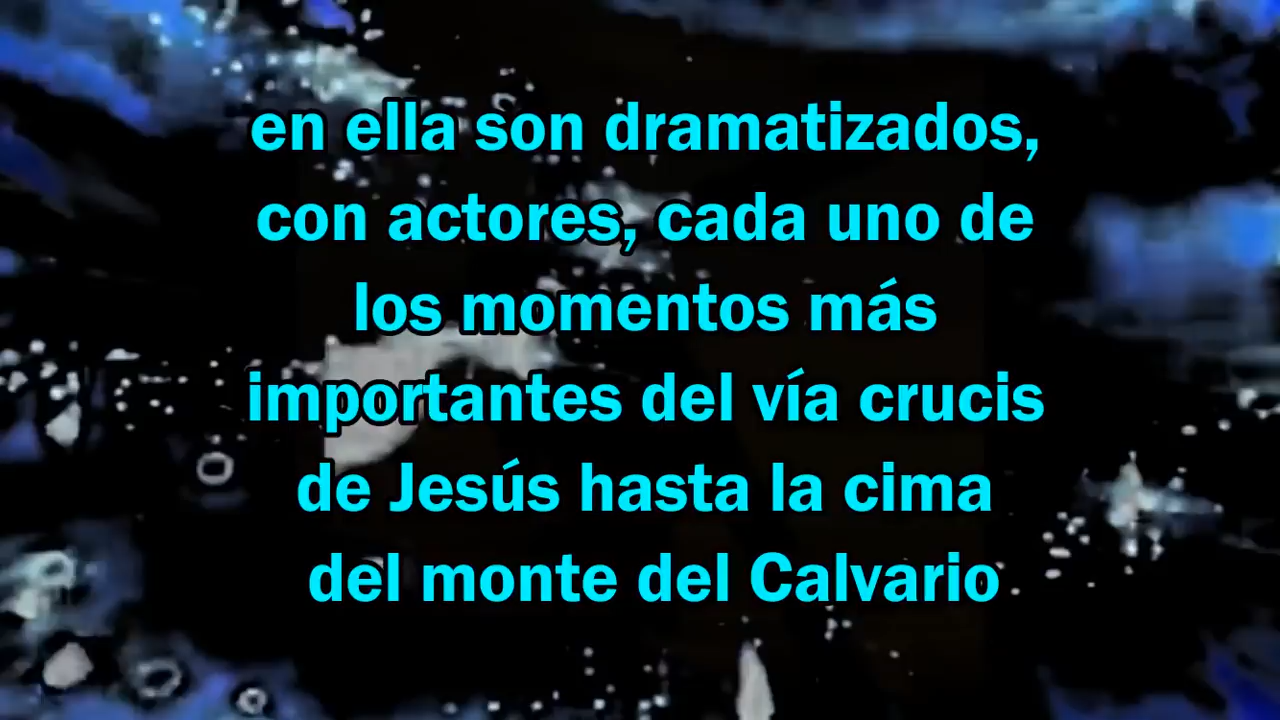 en ella son dramatizados,
con actores, cada uno de
los momentos más
importantes del vía crucis
de Jesús hasta la cima
del monte del Calvario